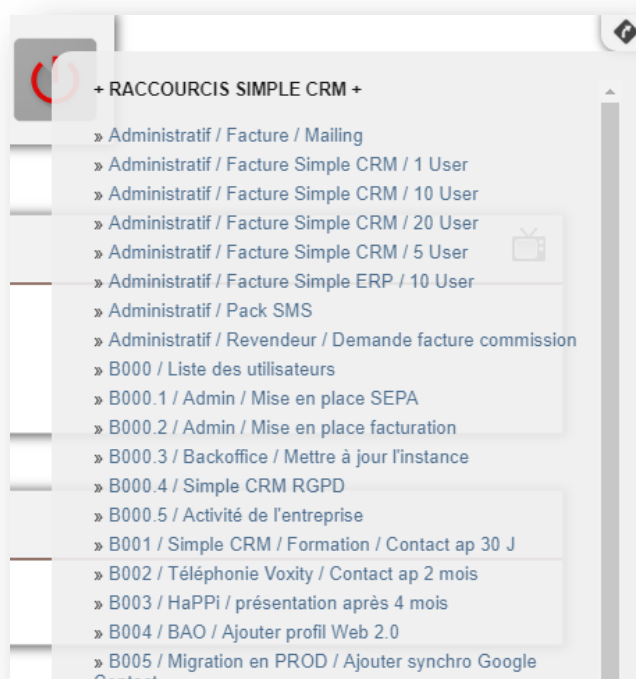 + RACCOURCIS SIMPLE CRM +
» Administratif / Facture / Mailing
» Administratif / Facture Simple CRM / 1 User
» Administratif / Facture Simple CRM / 10 User
» Administratif / Facture Simple CRM / 20 User
» Administratif / Facture Simple CRM / 5 User
» Administratif / Facture Simple ERP / 10 User
» Administratif / Pack SMS
» Administratif / Revendeur / Demande facture commission
» B000 / Liste des utilisateurs
» B000.1 / Admin / Mise en place SEPA
» B000.2 / Admin / Mise en place facturation
» B000.3 / Backoffice / Mettre à jour l'instance
» B000.4 / Simple CRM RGPD
» B000.5 / Activité de l'entreprise
» B001 / Simple CRM / Formation / Contact ap 30 J
» B002 / Téléphonie Voxity / Contact ap 2 mois
» B003 / HaPPi / présentation après 4 mois
» B004 / BAO / Ajouter profil Web 2.0
» B005 / Migration en PROD / Ajouter synchro Google